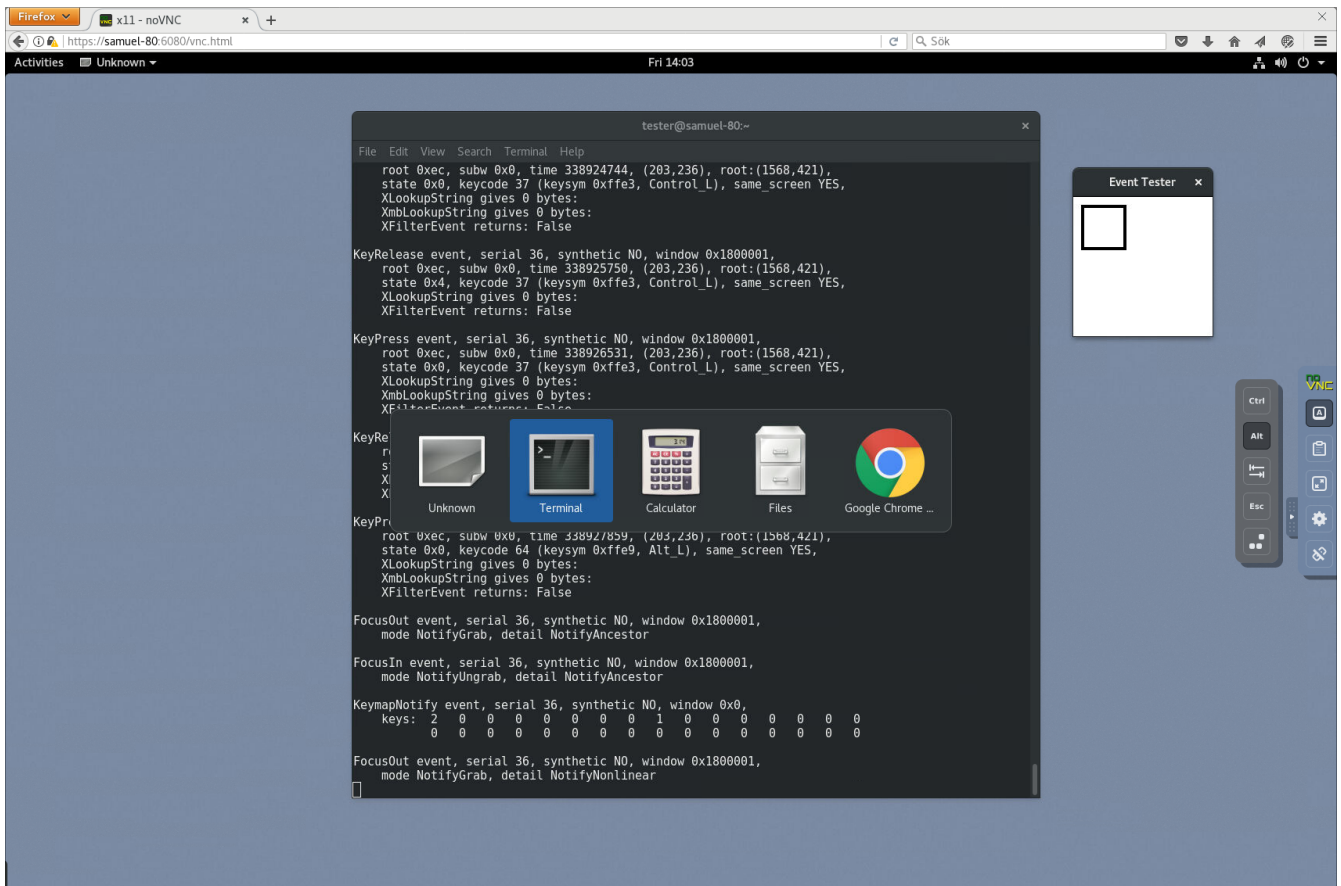 Firefox
x11 - noVNC
https://samuel-80:6080/vnc.html
Sök
Activities
Unknown
Fri 14:03
tester@samuel-80:~
File Edit View Search Terminal Help
root 0xec, subw 0x0, time 338924744, (203,236), root:(1568,421),
state 0x0, keycode 37 (keysym 0xffe3, Control_L), same_screen YES,
XLookupString gives 0 bytes:
XmbLookupString gives 0 bytes:
XFilterEvent returns: False
KeyRelease event, serial 36, synthetic NO, window 0x1800001,
root 0xec, subw 0x0, time 338925750, (203,236), root:(1568,421),
state 0x4, keycode 37 (keysym 0xffe3, Control_L), same_screen YES,
XLookupString gives 0 bytes:
XFilterEvent returns: False
KeyPress event, serial 36, synthetic NO, window 0x1800001,
root 0xec, subw 0x0, time 338926531, (203,236), root:(1568,421),
state 0x0, keycode 37 (keysym 0xffe3, Control_L), same_screen YES,
XLookupString gives 0 bytes:
XmbLookupString gives 0 bytes:
XFilterEvent returns: False
KeyRe
Unknown
Terminal
Calculator
Files
Google Chrome ...
KeyPr
root 0xec, subw 0x0, time 338927859, (203,236), root:(1568,421),
state 0x0, keycode 64 (keysym 0xffe9, Alt_L), same_screen YES,
XLookupString gives 0 bytes:
XmbLookupString gives 0 bytes:
XFilterEvent returns: False
FocusOut event, serial 36, synthetic NO, window 0x1800001,
mode NotifyGrab, detail NotifyAncestor
FocusIn event, serial 36, synthetic NO, window 0x1800001,
mode NotifyUngrab, detail NotifyAncestor
KeymapNotify event, serial 36, synthetic NO, window 0x0,
keys: 2 0 0 0 0 0 0 0 1 0 0 0 0 0 0 0
0 0 0 0 0 0 0 0 0 0 0 0 0 0 0 0
FocusOut event, serial 36, synthetic NO, window 0x1800001,
mode NotifyGrab, detail NotifyNonlinear
Event Tester
no
VNC
Ctrl
A
Alt
Esc